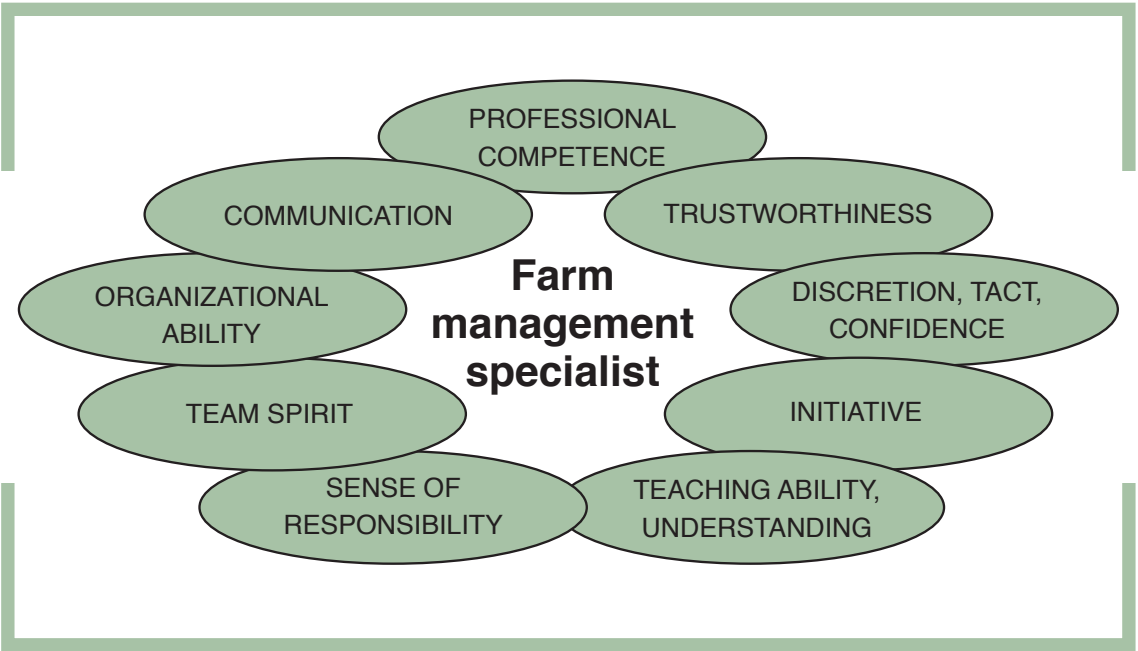 PROFESSIONAL
COMPETENCE
COMMUNICATION
TRUSTWORTHINESS
Farm
management
specialist
ORGANIZATIONAL
ABILITY
DISCRETION, TACT,
CONFIDENCE
TEAM SPIRIT
INITIATIVE
SENSE OF
RESPONSIBILITY
TEACHING ABILITY,
UNDERSTANDING